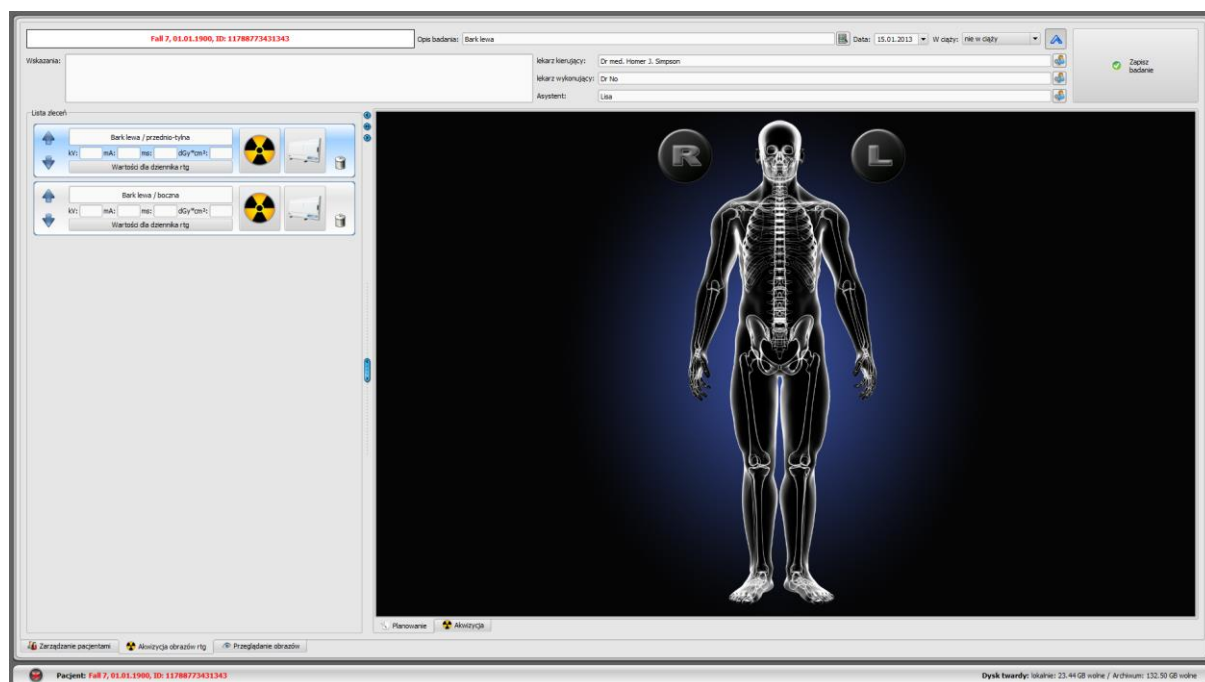 Fall 7, 01.01.1900, ID: 11788773431343
Opis badania: Bark lewa Data: 15.01.2013 W ciąży: nie w ciąży
Wskazania:
lekarz kierujący: Dr med. Homer J. Simpson
lekarz wykonujący: Dr No
Asystent: Lisa
Zapisz
badanie
Lista zleceń
Bark lewa / przednio-tylna
kV: mA: ms: dGy*cm²:
Wartości dla dziennika rtg
Bark lewa / boczna
kV: mA: ms: dGy*cm²:
Wartości dla dziennika rtg
R L
Planowanie Akwizycja
Zarządzanie pacjentami Akwizycja obrazów rtg Przeglądanie obrazów
Pacjent: Fall 7, 01.01.1900, ID: 11788773431343 Dysk twardy: lokalnie: 23.44 GB wolne / Archiwum: 132.50 GB wolne